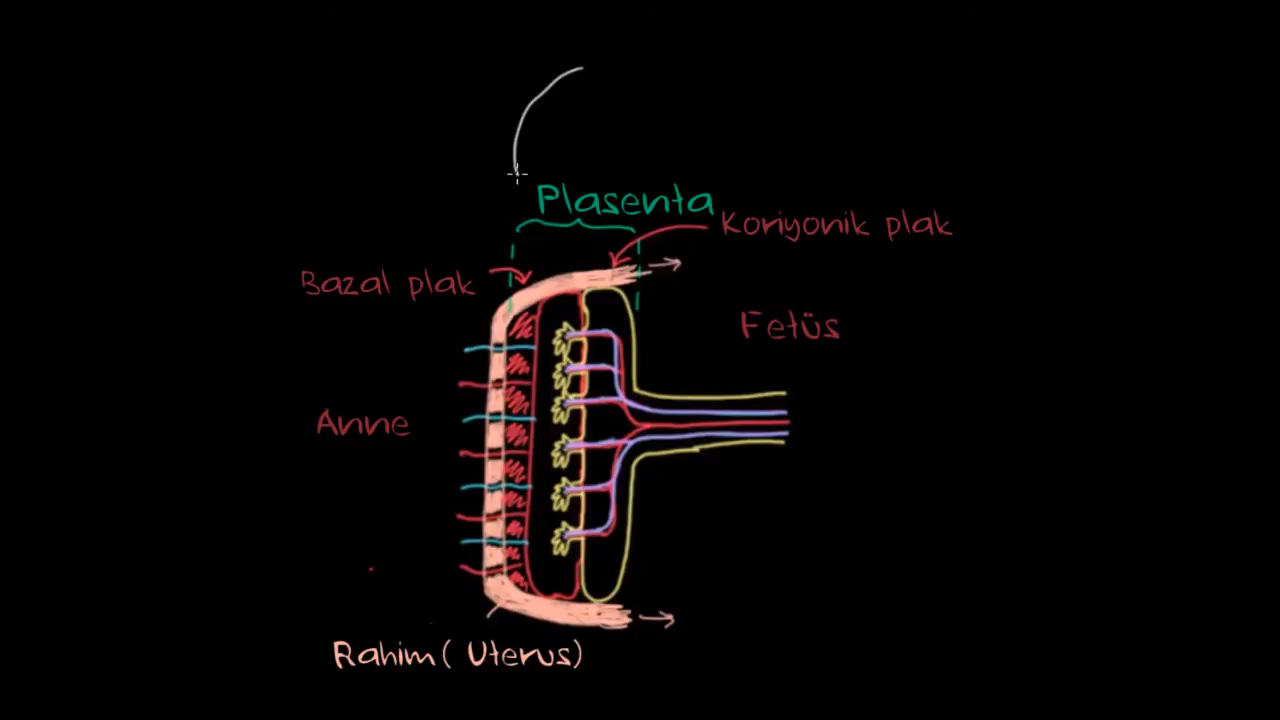 Plasenta
Koriyonik plak
Bazal plak
Fetüs
Anne
Rahim( Uterus)